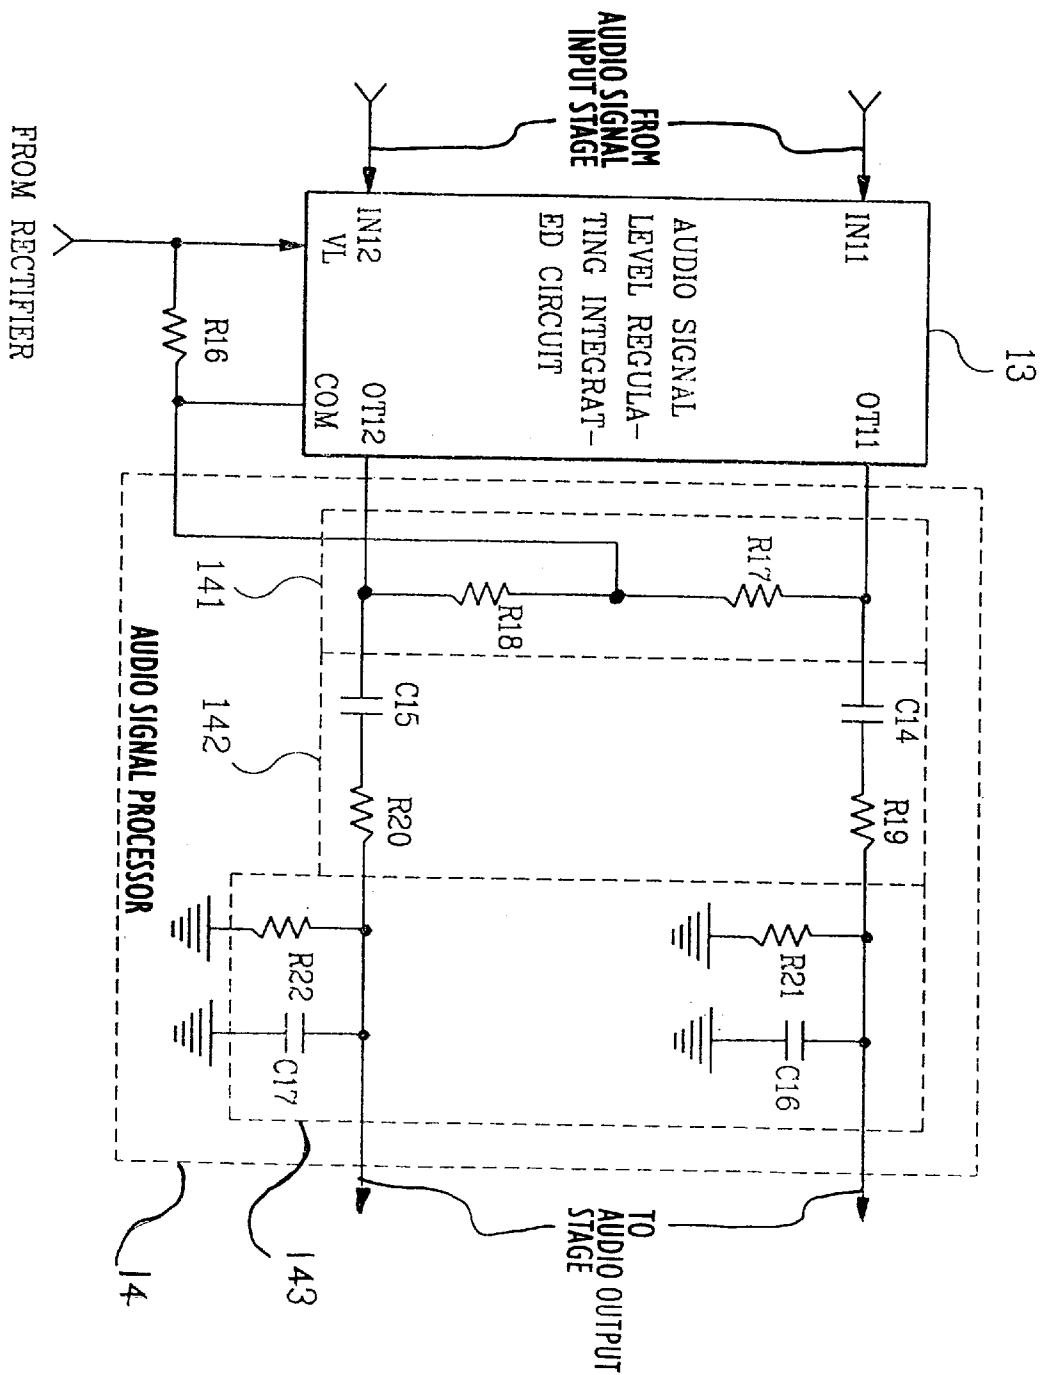 13
FROM
AUDIO SIGNAL
INPUT STAGE
IN11
OT11
AUDIO SIGNAL
LEVEL REGULA-
TING INTEGRAT-
ED CIRCUIT
IN12
OT12
VL
COM
R16
FROM RECTIFIER
R17
R18
C14
R19
C15
R20
R21
C16
R22
C17
141
142
143
14
AUDIO SIGNAL PROCESSOR
TO
AUDIO OUTPUT
STAGE